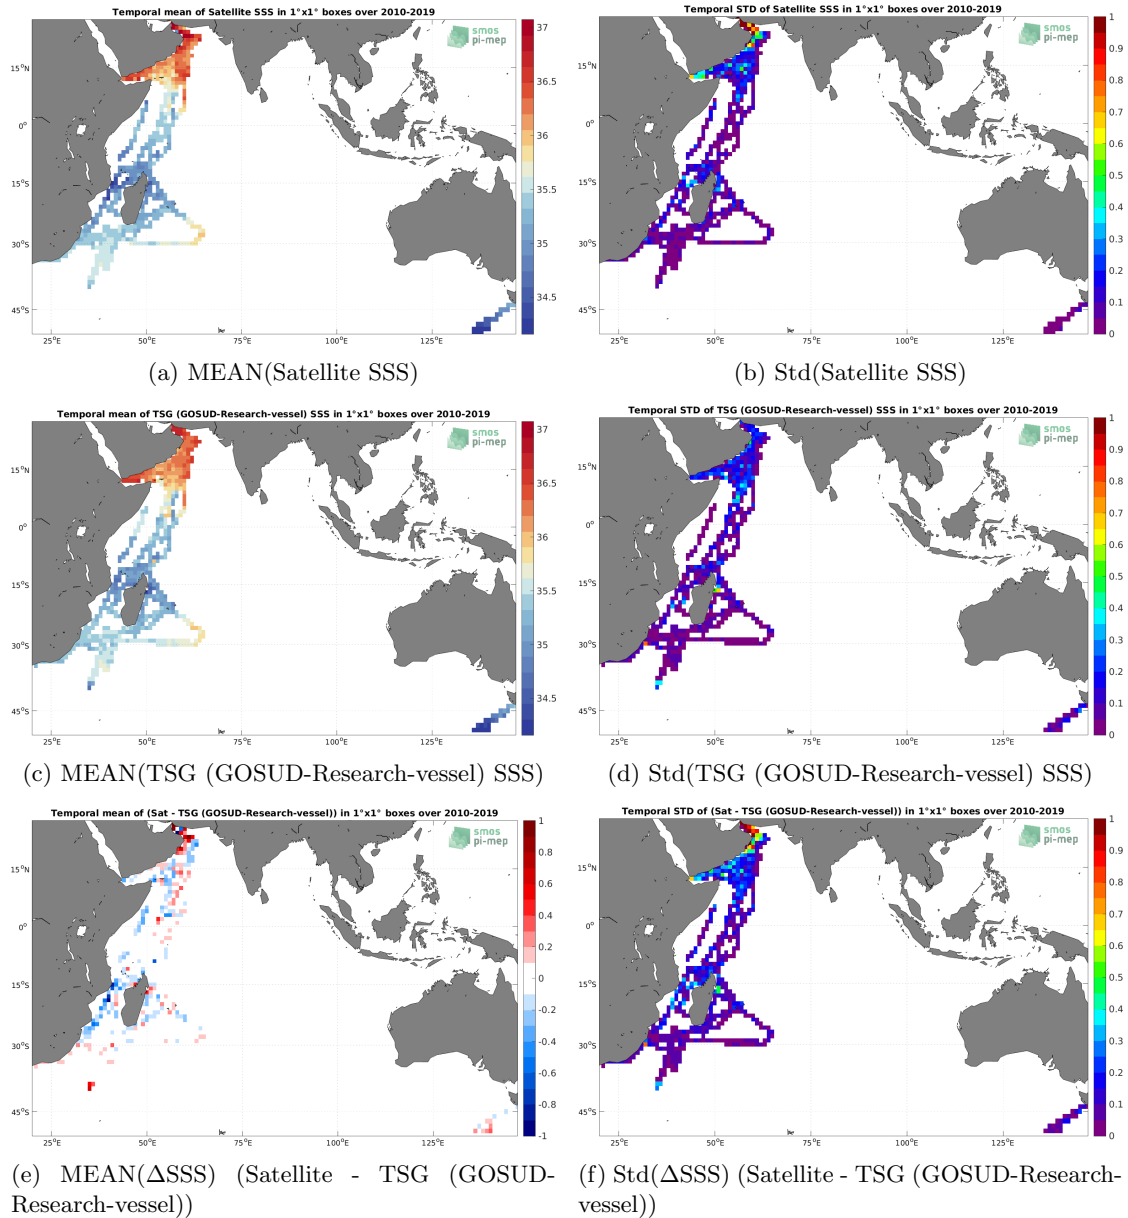 Temporal mean of Satellite SSS in 1°x1° boxes over 2010-2019
smos
pi-mep
15°N
0°
15°S
30°S
45°S
25°E
50°E
75°E
100°E
125°E
37
36.5
36
35.5
35
34.5
(a) MEAN(Satellite SSS)
Temporal STD of Satellite SSS in 1°x1° boxes over 2010-2019
smos
pi-mep
15°N
0°
15°S
30°S
45°S
25°E
50°E
75°E
100°E
125°E
1
0.9
0.8
0.7
0.6
0.5
0.4
0.3
0.2
0.1
0
(b) Std(Satellite SSS)
Temporal mean of TSG (GOSUD-Research-vessel) SSS in 1°x1° boxes over 2010-2019
smos
pi-mep
15°N
0°
15°S
30°S
45°S
25°E
50°E
75°E
100°E
125°E
37
36.5
36
35.5
35
34.5
(c) MEAN(TSG (GOSUD-Research-vessel) SSS)
Temporal STD of TSG (GOSUD-Research-vessel) SSS in 1°x1° boxes over 2010-2019
smos
pi-mep
15°N
0°
15°S
30°S
45°S
25°E
50°E
75°E
100°E
125°E
1
0.9
0.8
0.7
0.6
0.5
0.4
0.3
0.2
0.1
0
(d) Std(TSG (GOSUD-Research-vessel) SSS)
Temporal mean of (Sat - TSG (GOSUD-Research-vessel)) in 1°x1° boxes over 2010-2019
smos
pi-mep
15°N
0°
15°S
30°S
45°S
25°E
50°E
75°E
100°E
125°E
1
0.8
0.6
0.4
0.2
0.1
-0
-0.1
-0.2
-0.4
-0.6
-0.8
-1
(e) MEAN(ΔSSS) (Satellite - TSG (GOSUD-
Research-vessel))
Temporal STD of (Sat - TSG (GOSUD-Research-vessel)) in 1°x1° boxes over 2010-2019
smos
pi-mep
15°N
0°
15°S
30°S
45°S
25°E
50°E
75°E
100°E
125°E
1
0.9
0.8
0.7
0.6
0.5
0.4
0.3
0.2
0.1
0
(f) Std(ΔSSS) (Satellite - TSG (GOSUD-Research-
vessel))